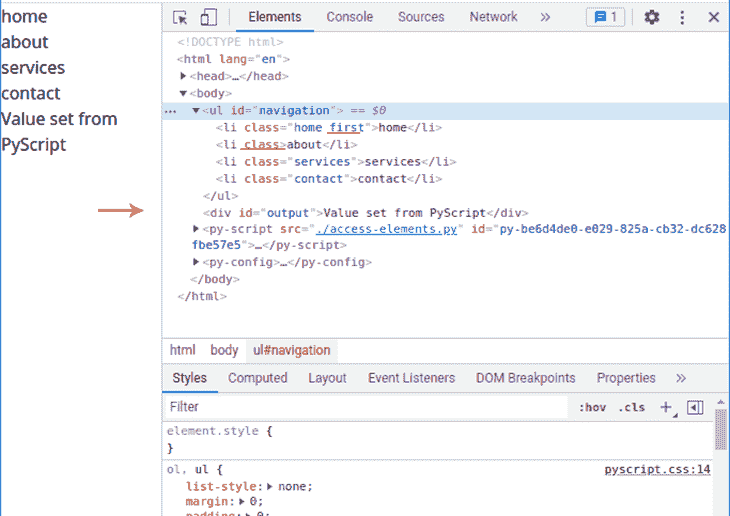 home
about
services
contact
Value set from
PyScript
Elements Console Sources Network » 1
<!DOCTYPE html>
<html lang="en">
<head>…</head>
<body>
… <ul id="navigation"> == $0
<li class="home first">home</li>
<li class>about</li>
<li class="services">services</li>
<li class="contact">contact</li>
</ul>
<div id="output">Value set from PyScript</div>
<py-script src="./access-elements.py" id="py-be6d4de0-e029-825a-cb32-dc628
fbe57e5">…</py-script>
<py-config>…</py-config>
</body>
</html>
html body ul#navigation
Styles Computed Layout Event Listeners DOM Breakpoints Properties »
Filter :hov .cls +
element.style {
}
ol, ul { pyscript.css:14
list-style: none;
margin: 0;
padding: 0;